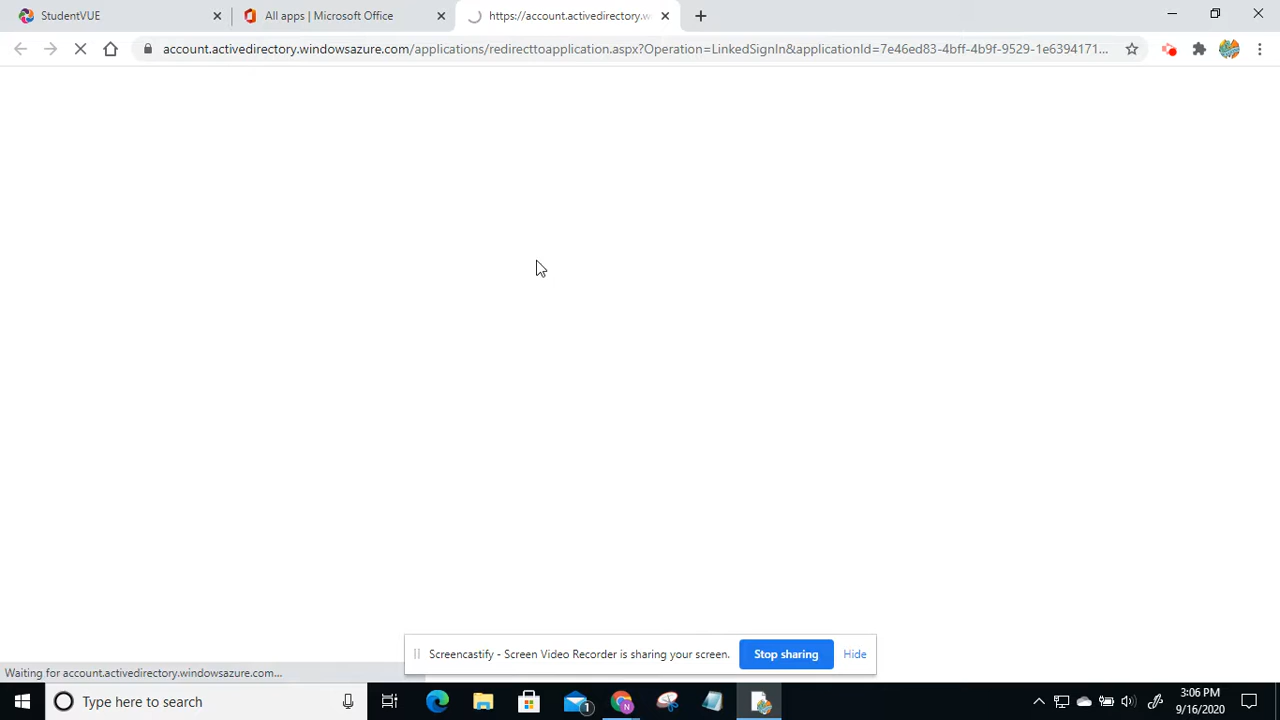 StudentVUE
All apps | Microsoft Office
https://account.activedirectory.w
account.activedirectory.windowsazure.com/applications/redirecttoapplication.aspx?Operation=LinkedSignIn&applicationId=7e46ed83-4bff-4b9f-9529-1e6394171...
Screencastify - Screen Video Recorder is sharing your screen.
Stop sharing
Hide
Waiting for account.activedirectory.windowsazure.com...
Type here to search
1
N
3:06 PM
9/16/2020